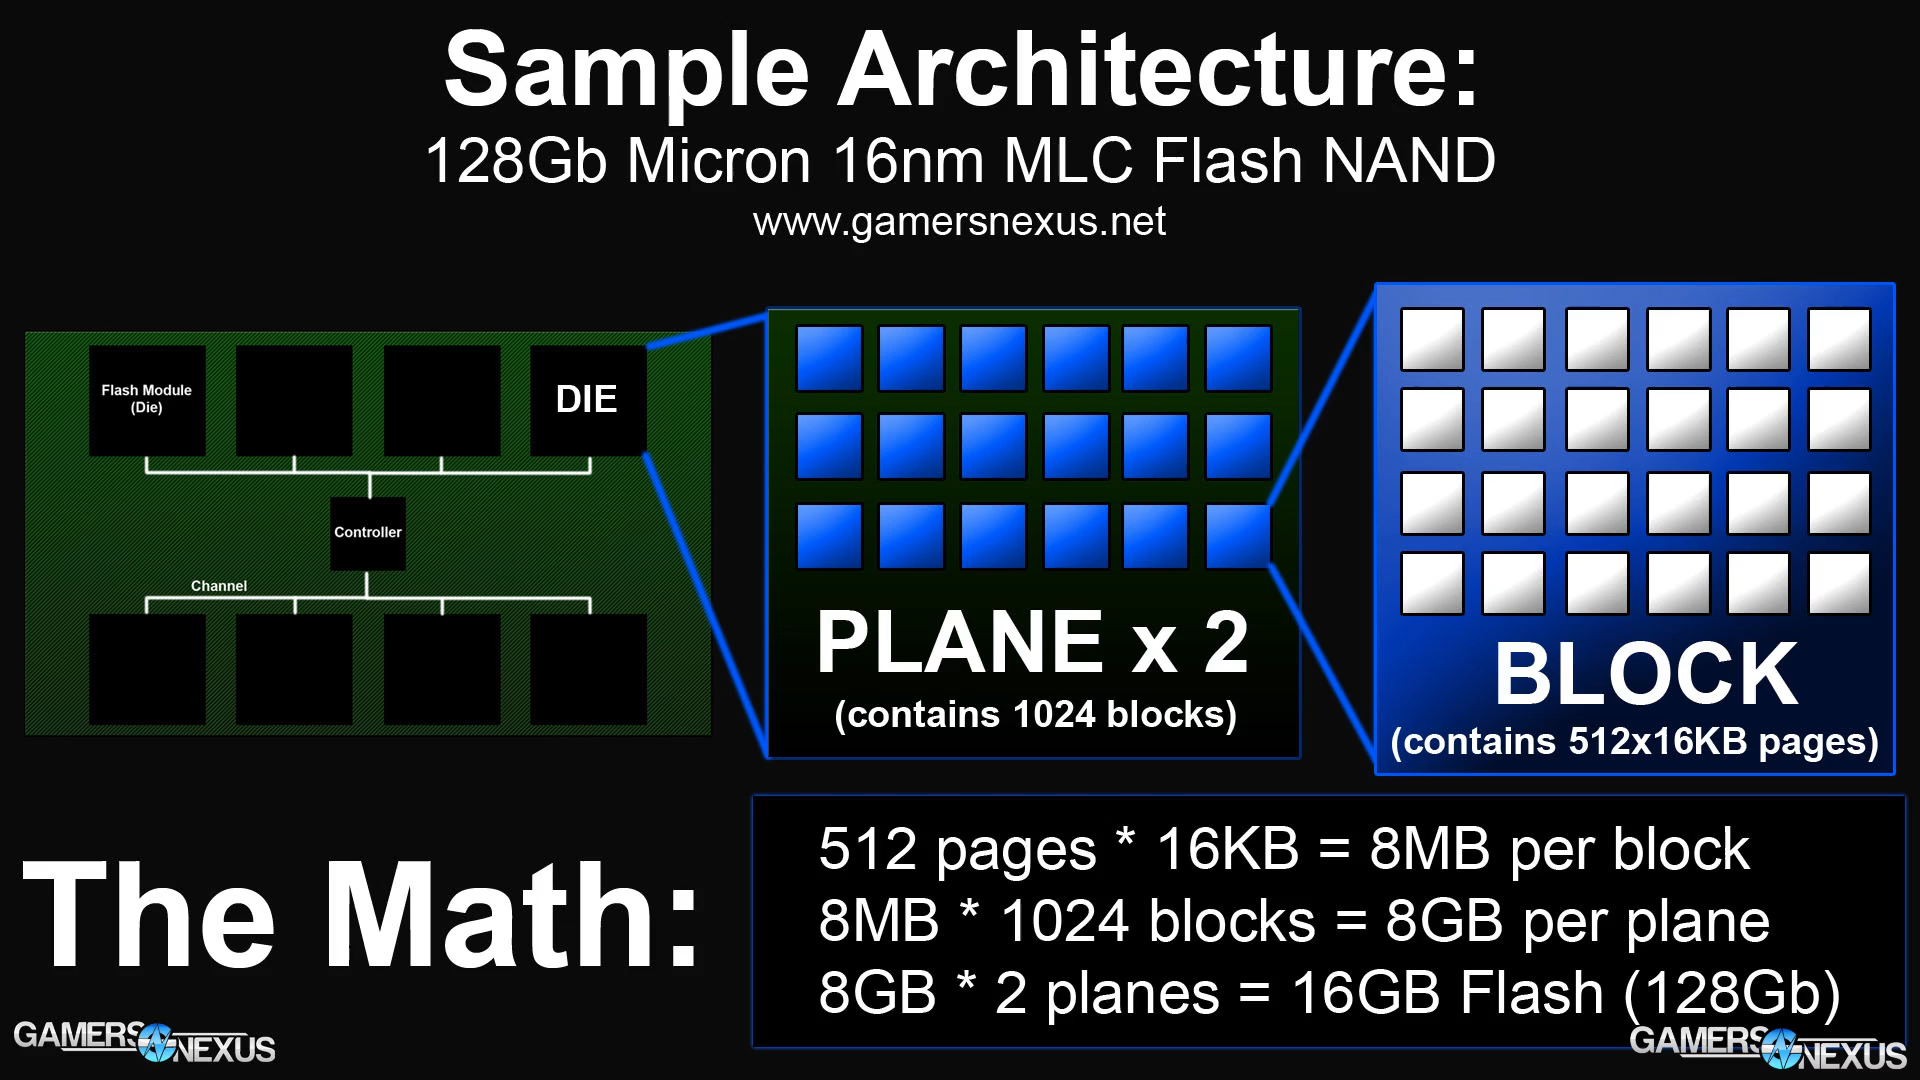 Sample Architecture:
128Gb Micron 16nm MLC Flash NAND
www.gamersnexus.net
Flash Module
(Die)
DIE
Controller
Channel
PLANE x 2
(contains 1024 blocks)
BLOCK
(contains 512x16KB pages)
The Math:
512 pages * 16KB = 8MB per block
8MB * 1024 blocks = 8GB per plane
8GB * 2 planes = 16GB Flash (128Gb)
GAMERS NEXUS
GAMERS NEXUS